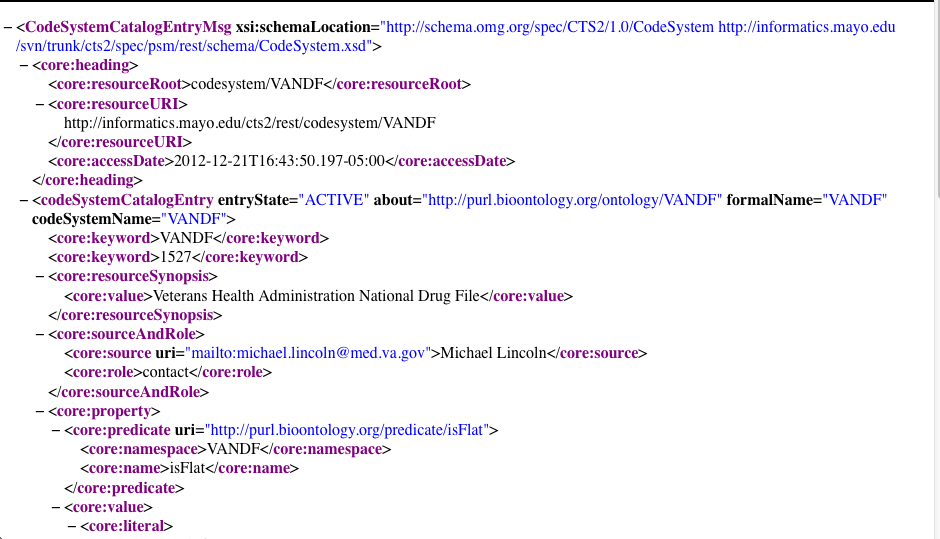 − <CodeSystemCatalogEntryMsg xsi:schemaLocation="http://schema.omg.org/spec/CTS2/1.0/CodeSystem http://informatics.mayo.edu
/svn/trunk/cts2/spec/psm/rest/schema/CodeSystem.xsd">
− <core:heading>
<core:resourceRoot>codesystem/VANDF</core:resourceRoot>
− <core:resourceURI>
http://informatics.mayo.edu/cts2/rest/codesystem/VANDF
</core:resourceURI>
<core:accessDate>2012-12-21T16:43:50.197-05:00</core:accessDate>
</core:heading>
− <codeSystemCatalogEntry entryState="ACTIVE" about="http://purl.bioontology.org/ontology/VANDF" formalName="VANDF"
codeSystemName="VANDF">
<core:keyword>VANDF</core:keyword>
<core:keyword>1527</core:keyword>
− <core:resourceSynopsis>
<core:value>Veterans Health Administration National Drug File</core:value>
</core:resourceSynopsis>
− <core:sourceAndRole>
<core:source uri="mailto:michael.lincoln@med.va.gov">Michael Lincoln</core:source>
<core:role>contact</core:role>
</core:sourceAndRole>
− <core:property>
− <core:predicate uri="http://purl.bioontology.org/predicate/isFlat">
<core:namespace>VANDF</core:namespace>
<core:name>isFlat</core:name>
</core:predicate>
− <core:value>
− <core:literal>